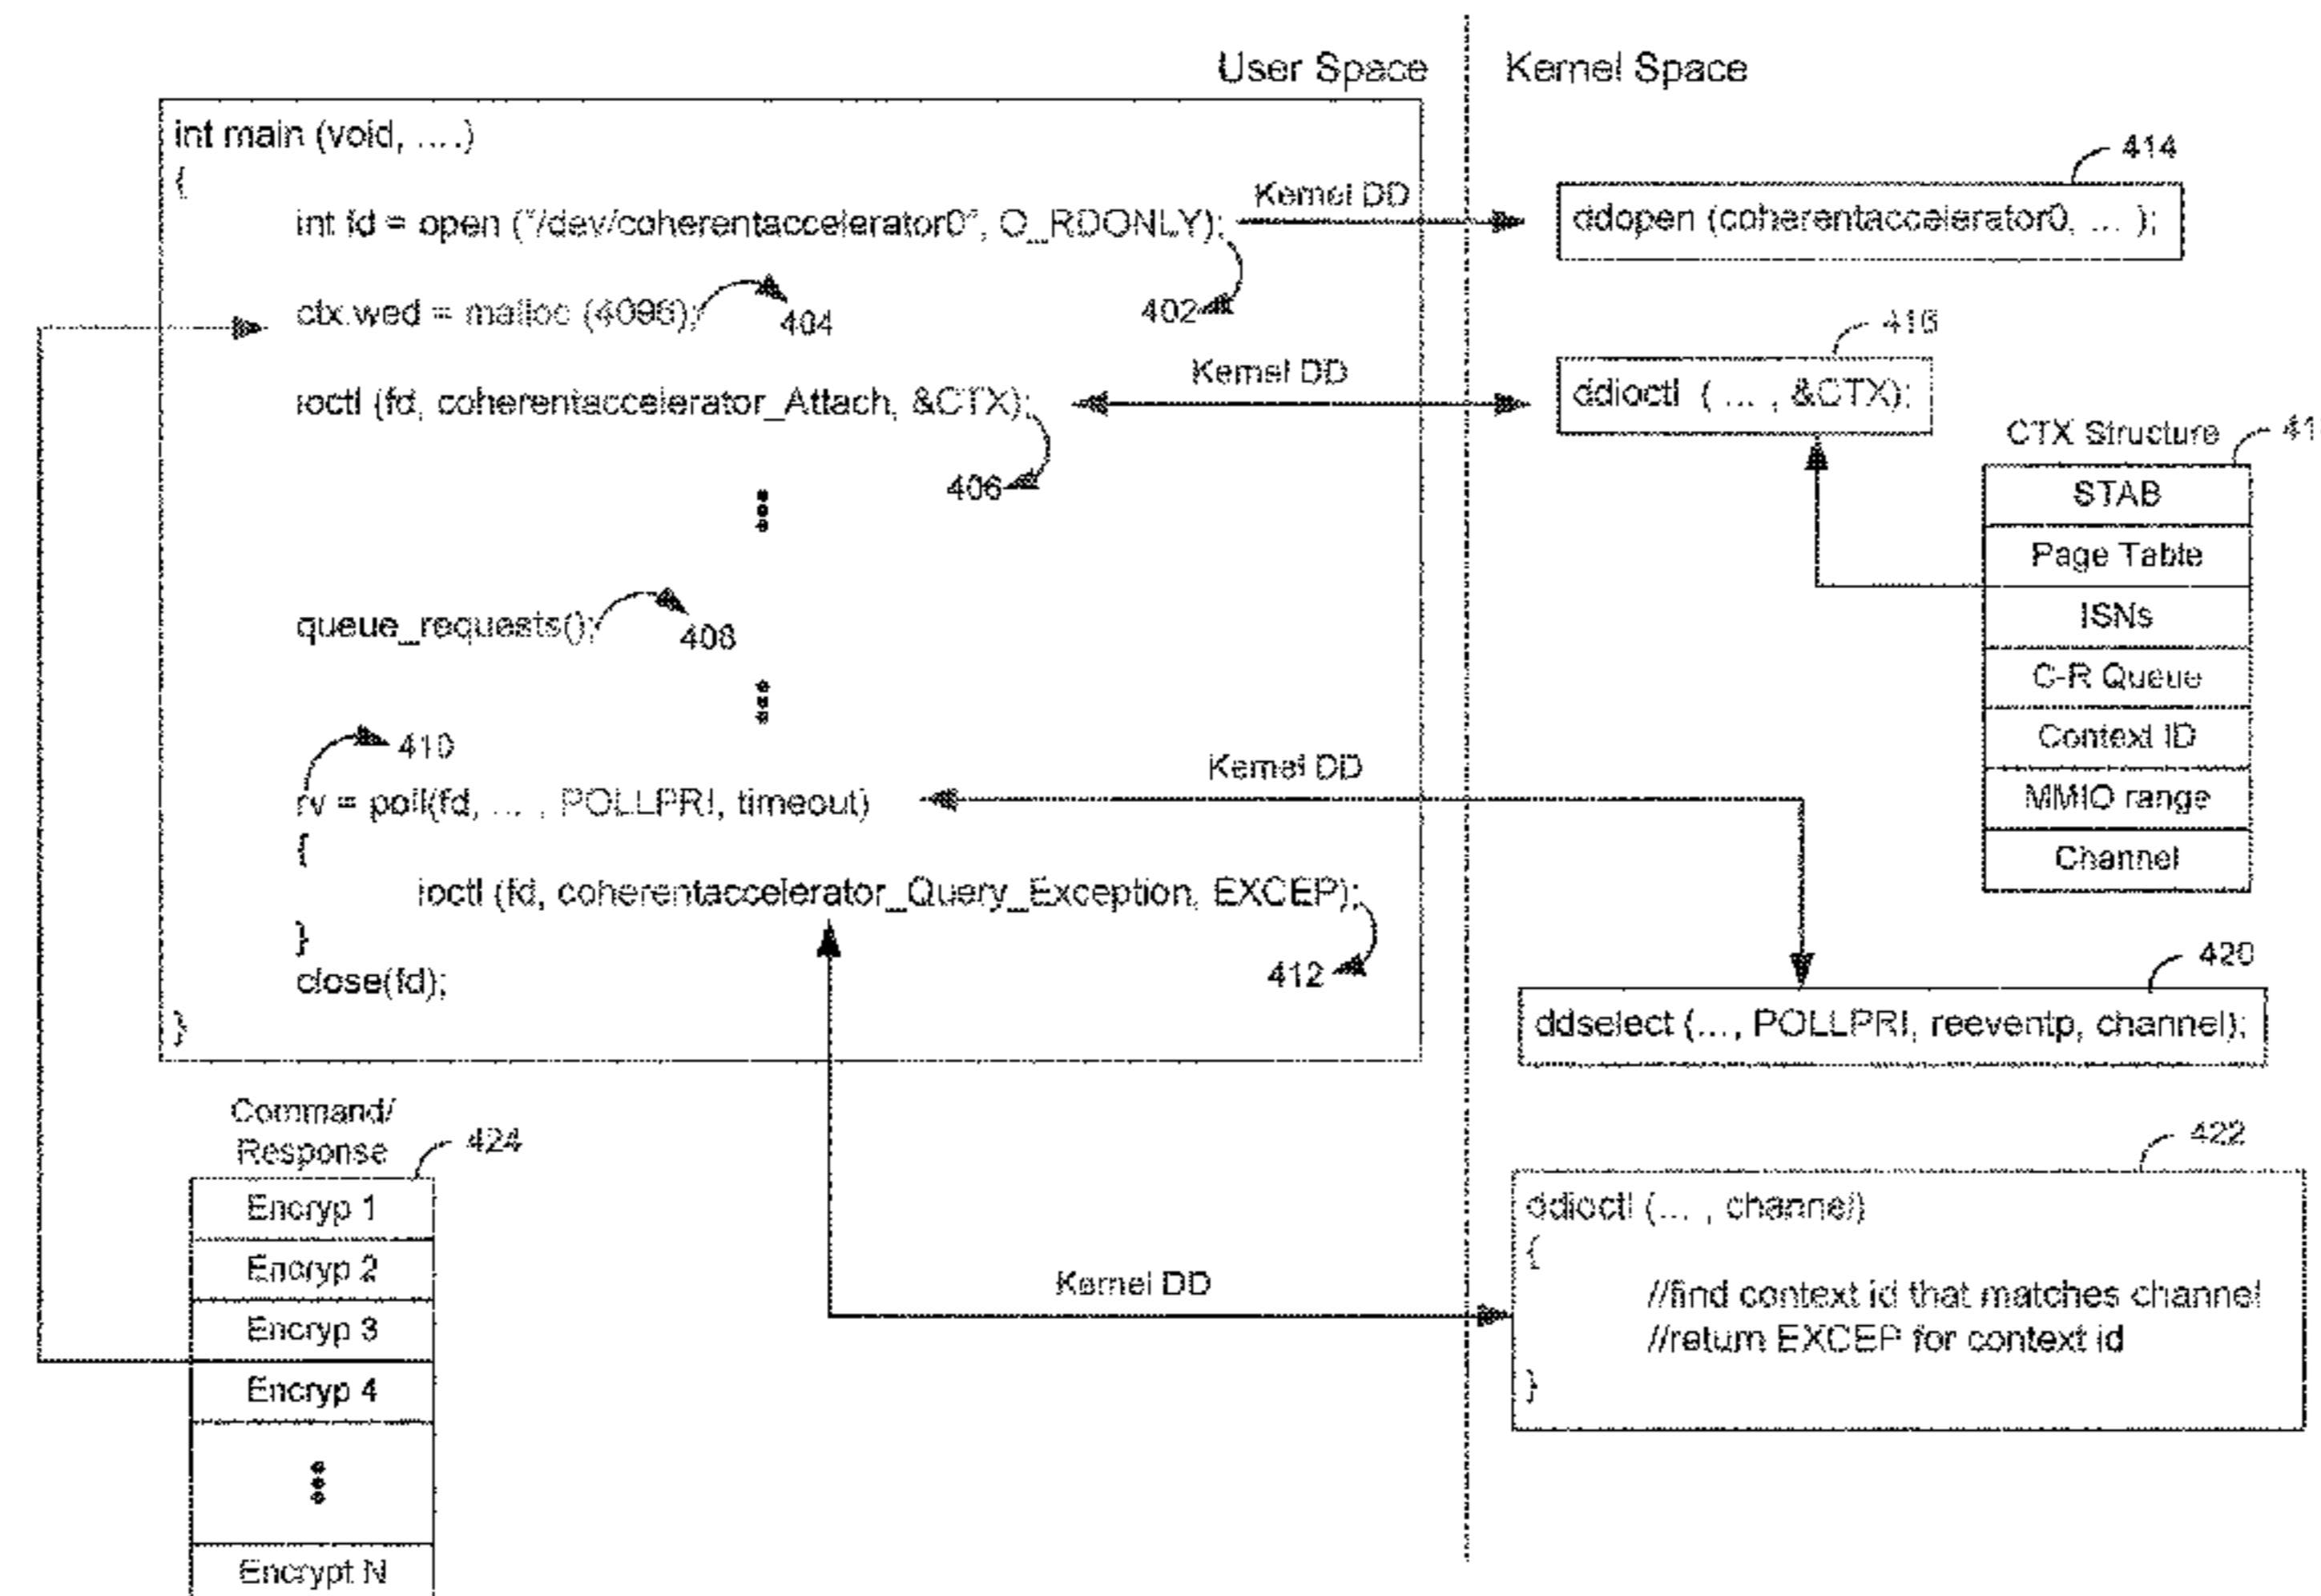 User Space
Kernel Space
int main (void, ....)
{
int fd = open ("/dev/coherentaccelerator0", O_RDONLY);
Kernel DD
ddopen (coherentaccelerator0, ... );
414
402
ctx.wed = malloc (4096);
404
ioctl (fd, coherentaccelerator_Attach, &CTX);
Kernel DD
ddioctl ( ... , &CTX);
416
406
CTX Structure
41
STAB
Page Table
ISNs
C-R Queue
Context ID
MMIO range
Channel
queue_requests();
408
410
rv = poll(fd, ... , POLLPRI, timeout)
Kernel DD
{
ioctl (fd, coherentaccelerator_Query_Exception, EXCEP);
}
412
close(fd);
}
420
ddselect (..., POLLPRI, reeventp, channel);
Command/
Response
424
Encryp 1
Encryp 2
Encryp 3
Encryp 4
Encrypt N
Kernel DD
422
ddioctl (... , channel)
{
//find context id that matches channel
//return EXCEP for context id
}